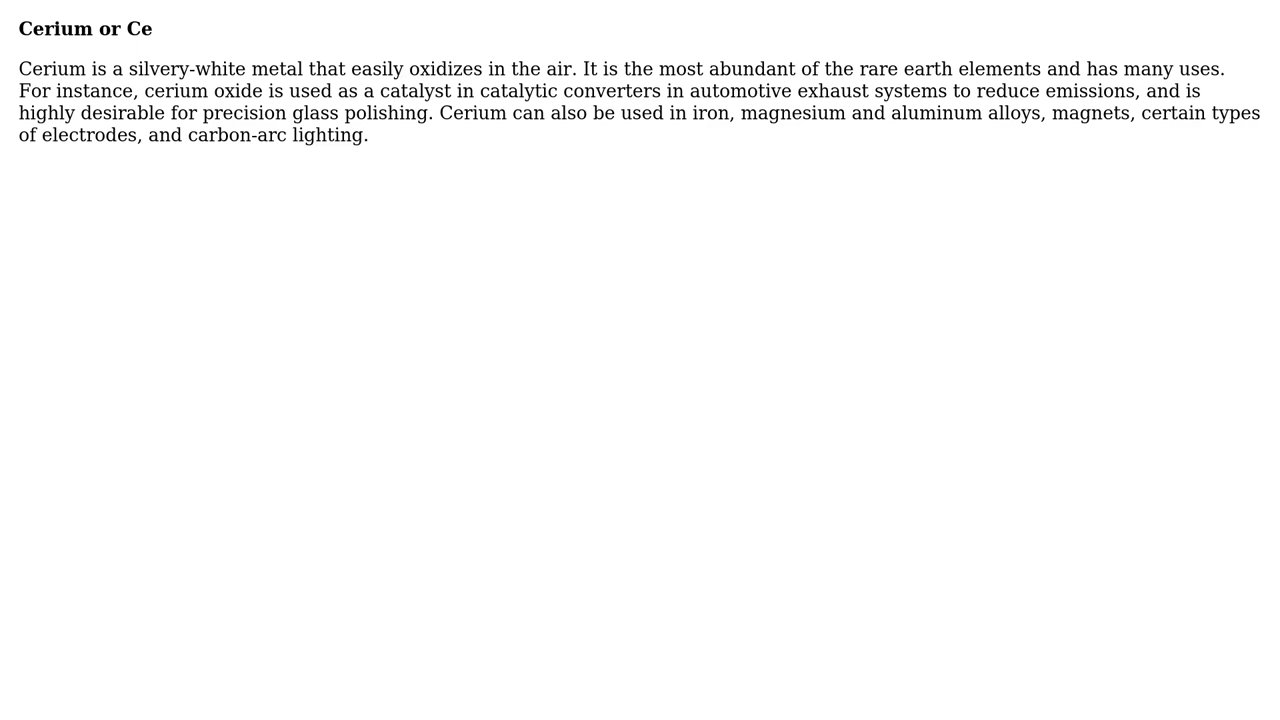 Cerium or Ce
Cerium is a silvery-white metal that easily oxidizes in the air. It is the most abundant of the rare earth elements and has many uses.
For instance, cerium oxide is used as a catalyst in catalytic converters in automotive exhaust systems to reduce emissions, and is
highly desirable for precision glass polishing. Cerium can also be used in iron, magnesium and aluminum alloys, magnets, certain types
of electrodes, and carbon-arc lighting.